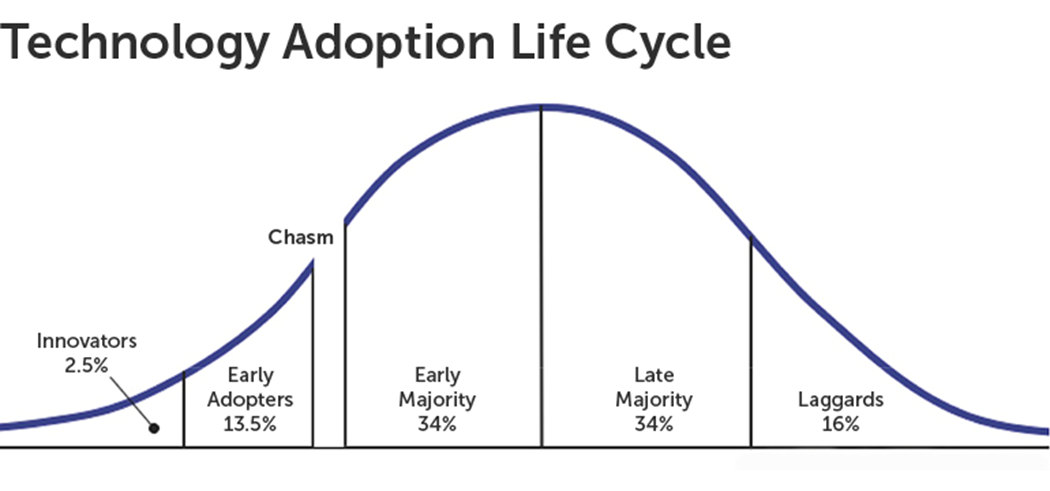 Technology Adoption Life Cycle
Chasm
Innovators
2.5%
Early
Adopters
13.5%
Early
Majority
34%
Late
Majority
34%
Laggards
16%